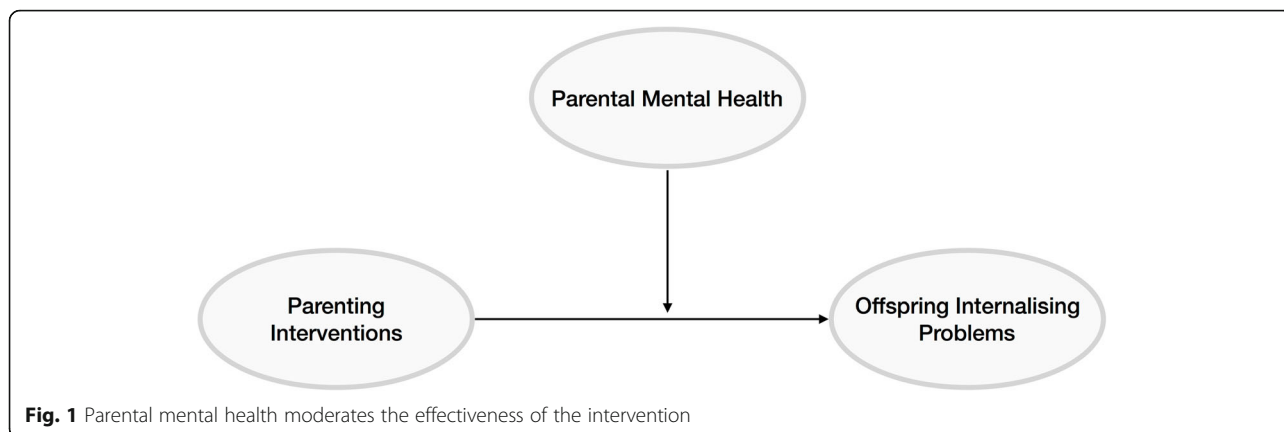 Parental Mental Health
Parenting
Interventions
Offspring Internalising
Problems
Fig. 1 Parental mental health moderates the effectiveness of the intervention